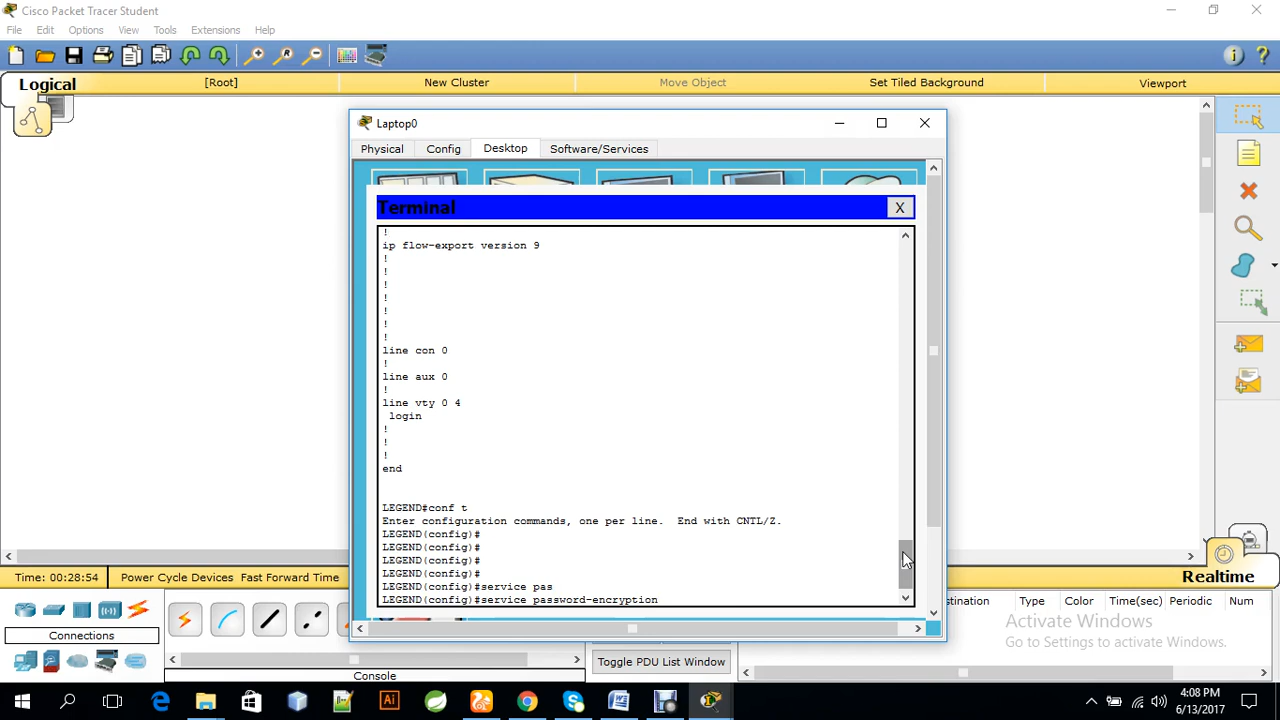 Cisco Packet Tracer Student
File Edit Options View Tools Extensions Help
Logical [Root] New Cluster Move Object Set Tiled Background Viewport
Laptop0
Physical Config Desktop Software/Services
Terminal X
!
ip flow-export version 9
!
!
!
!
!
!
!
line con 0
!
line aux 0
!
line vty 0 4
login
!
!
!
end
LEGEND#conf t
Enter configuration commands, one per line. End with CNTL/Z.
LEGEND(config)#
LEGEND(config)#
LEGEND(config)#
LEGEND(config)#
LEGEND(config)#service pas
LEGEND(config)#service password-encryption
Time: 00:28:54 Power Cycle Devices Fast Forward Time
Realtime
Connections
Console
Toggle PDU List Window
stination Type Color Time(sec) Periodic Num
Activate Windows
Go to Settings to activate Windows.
4:08 PM
6/13/2017